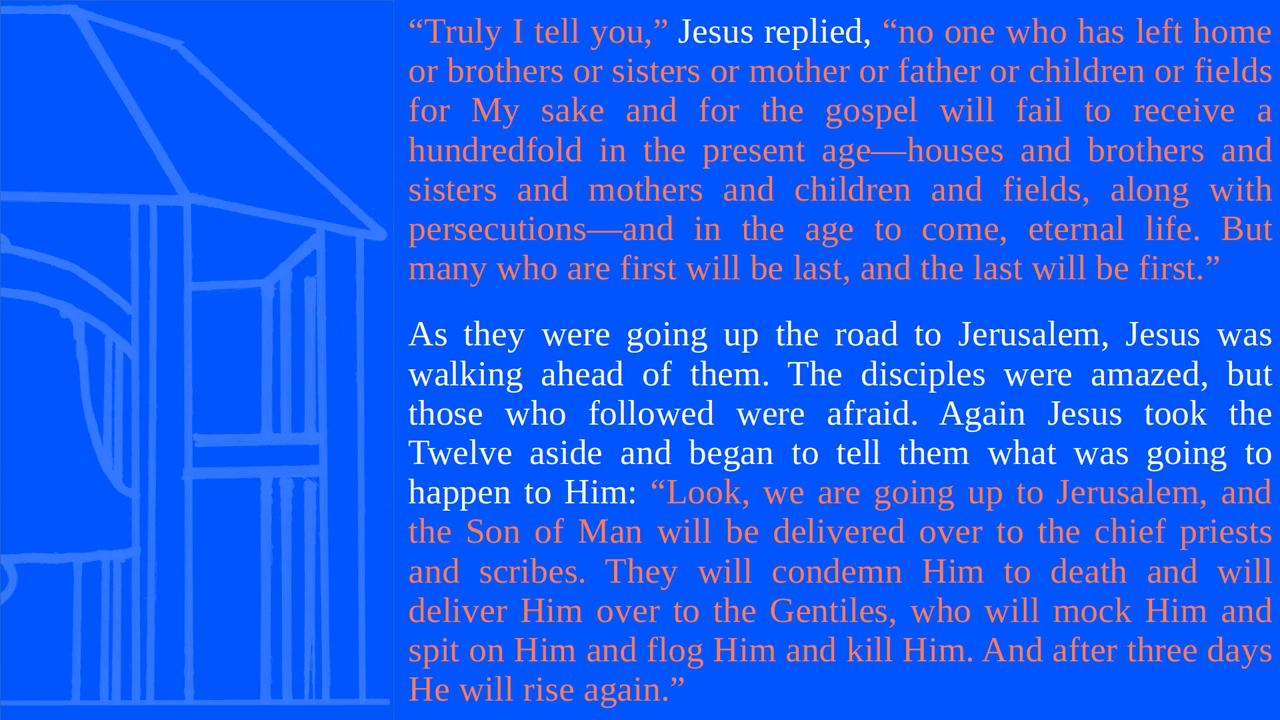 “Truly I tell you,” Jesus replied, “no one who has left home
or brothers or sisters or mother or father or children or fields
for My sake and for the gospel will fail to receive a
hundredfold in the present age—houses and brothers and
sisters and mothers and children and fields, along with
persecutions—and in the age to come, eternal life. But
many who are first will be last, and the last will be first.”
As they were going up the road to Jerusalem, Jesus was
walking ahead of them. The disciples were amazed, but
those who followed were afraid. Again Jesus took the
Twelve aside and began to tell them what was going to
happen to Him: “Look, we are going up to Jerusalem, and
the Son of Man will be delivered over to the chief priests
and scribes. They will condemn Him to death and will
deliver Him over to the Gentiles, who will mock Him and
spit on Him and flog Him and kill Him. And after three days
He will rise again.”